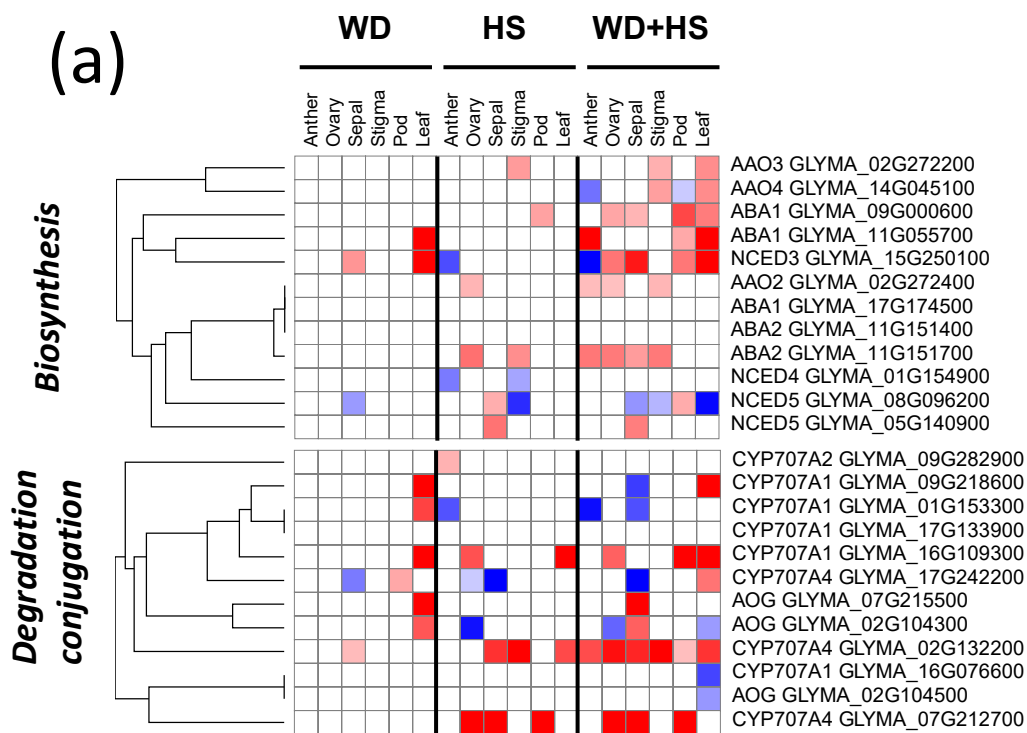 (a)
WD HS WD+HS
Anther Ovary Sepal Stigma Pod Leaf Anther Ovary Sepal Stigma Pod Leaf Anther Ovary Sepal Stigma Pod Leaf
Biosynthesis
AAO3 GLYMA_02G272200
AAO4 GLYMA_14G045100
ABA1 GLYMA_09G000600
ABA1 GLYMA_11G055700
NCED3 GLYMA_15G250100
AAO2 GLYMA_02G272400
ABA1 GLYMA_17G174500
ABA2 GLYMA_11G151400
ABA2 GLYMA_11G151700
NCED4 GLYMA_01G154900
NCED5 GLYMA_08G096200
NCED5 GLYMA_05G140900
Degradation
conjugation
CYP707A2 GLYMA_09G282900
CYP707A1 GLYMA_09G218600
CYP707A1 GLYMA_01G153300
CYP707A1 GLYMA_17G133900
CYP707A1 GLYMA_16G109300
CYP707A4 GLYMA_17G242200
AOG GLYMA_07G215500
AOG GLYMA_02G104300
CYP707A4 GLYMA_02G132200
CYP707A1 GLYMA_16G076600
AOG GLYMA_02G104500
CYP707A4 GLYMA_07G212700